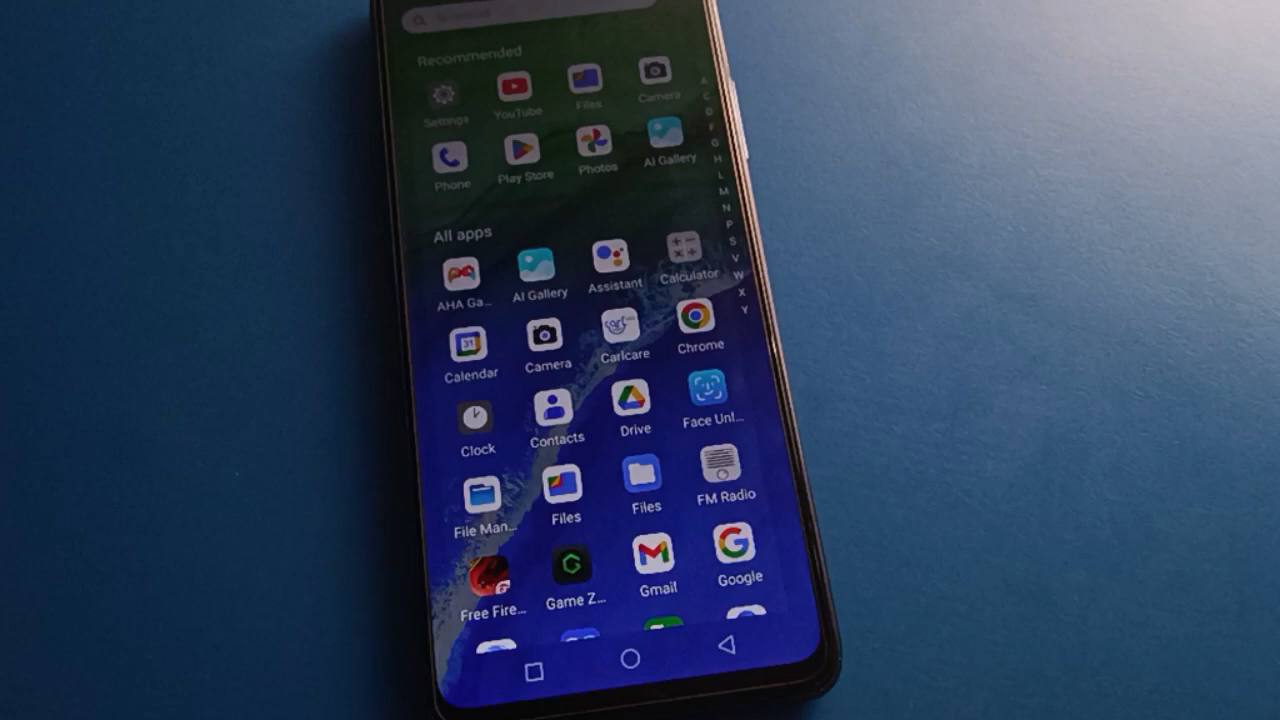 Recommended
Settings YouTube Files Camera
Phone Play Store Photos AI Gallery
All apps
AHA Ga... AI Gallery Assistant Calculator
Calendar Camera Carlcare Chrome
Clock Contacts Drive Face Unl...
File Man... Files Files FM Radio
Free Fire... Game Z... Gmail Google
A
C
D
F
G
H
L
M
N
P
S
V
W
X
Y
31